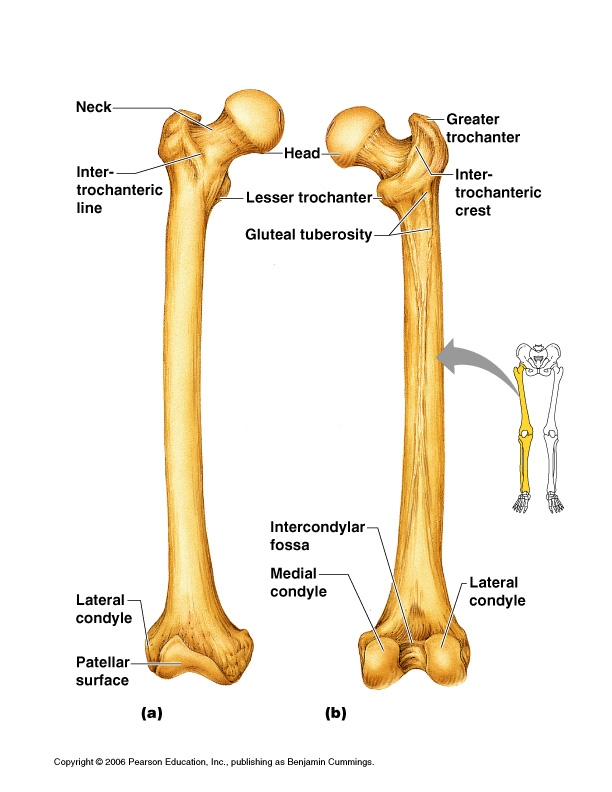 Neck
Greater
trochanter
Head
Inter-
trochanteric
line
Inter-
trochanteric
crest
Lesser trochanter
Gluteal tuberosity
Intercondylar
fossa
Medial
condyle
Lateral
condyle
Lateral
condyle
Patellar
surface
(a)
(b)
Copyright © 2006 Pearson Education, Inc., publishing as Benjamin Cummings.